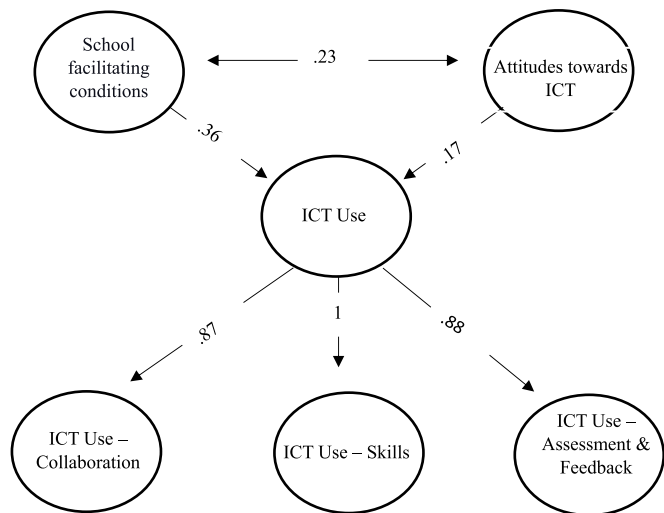 School
facilitating
conditions
.23
Attitudes towards
ICT
.36
.17
ICT Use
.87
1
.88
ICT Use –
Collaboration
ICT Use – Skills
ICT Use –
Assessment &
Feedback